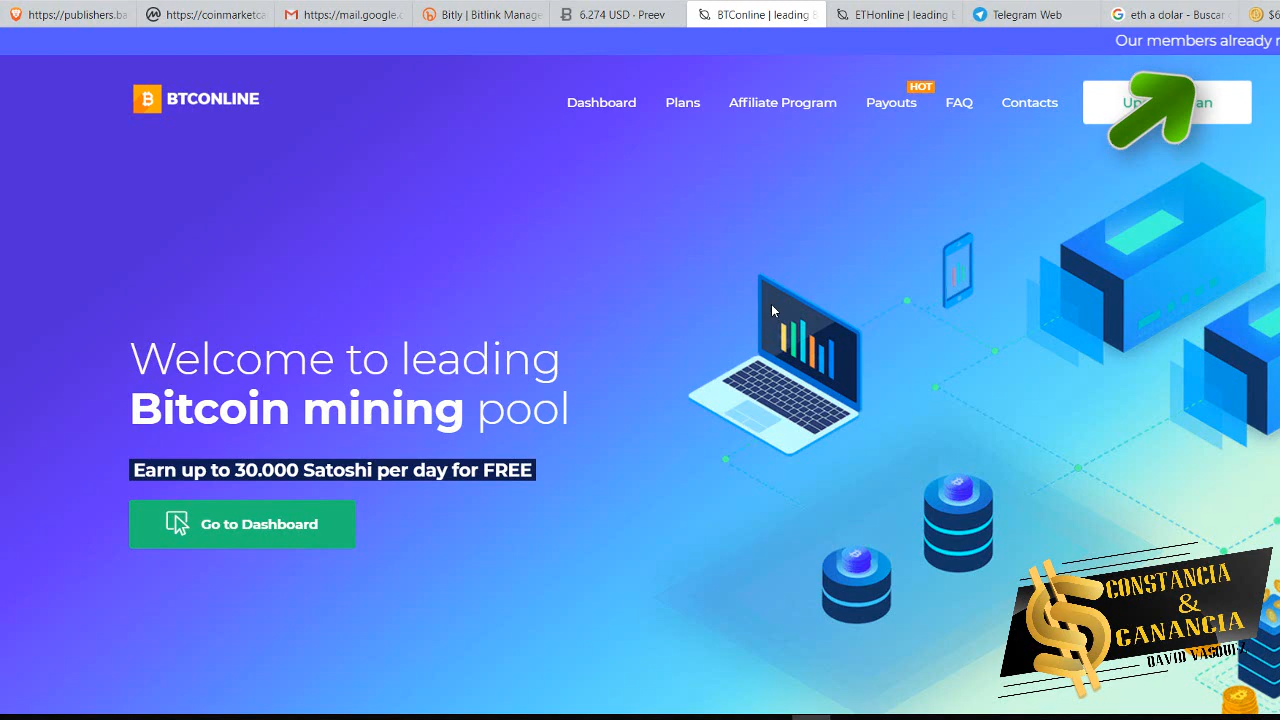 https://publishers.ba
https://coinmarketca
https://mail.google.c
Bitly | Bitlink Manage
6.274 USD - Preev
BTConline | leading B
ETHonline | leading B
Telegram Web
eth a dolar - Buscar c
Our members already r
BTCONLINE
Dashboard
Plans
Affiliate Program
Payouts
HOT
FAQ
Contacts
Welcome to leading
Bitcoin mining pool
Earn up to 30.000 Satoshi per day for FREE
Go to Dashboard
CONSTANCIA
&
GANANCIA
DAVID VASQUEZ